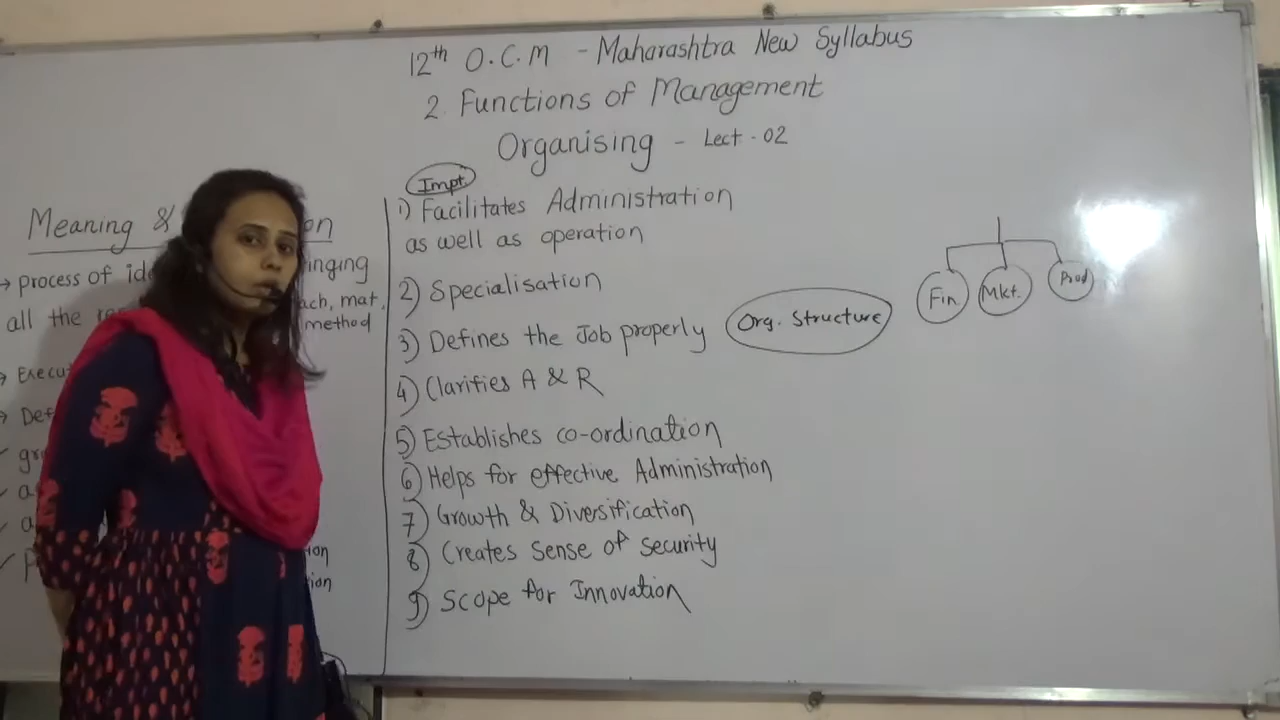 12th O.C.M - Maharashtra New Syllabus
2. Functions of Management
Organising - Lect - 02
Meaning &
→ process of
all the
method
mat.
Impt.
1) Facilitates Administration
as well as operation
2) Specialisation
3) Defines the Job properly
4) Clarifies A & R
5) Establishes co-ordination
6) Helps for effective Administration
7) Growth & Diversification
8) Creates Sense of Security
9) Scope for Innovation
Org. Structure
Fin. Mkt. Prod